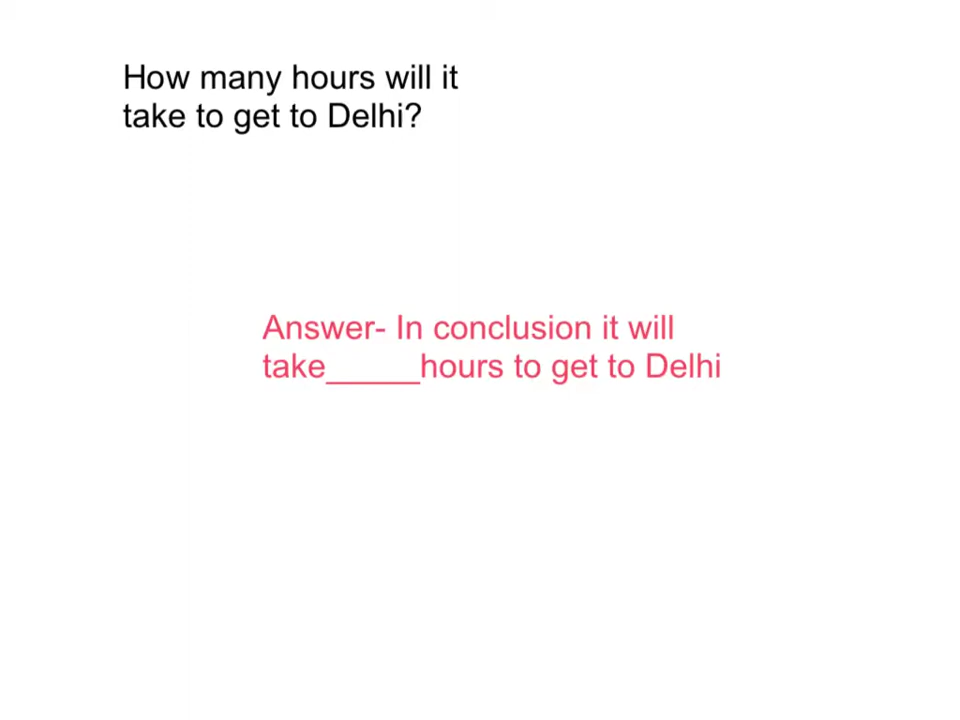 How many hours will it
take to get to Delhi?
Answer- In conclusion it will
take_____hours to get to Delhi